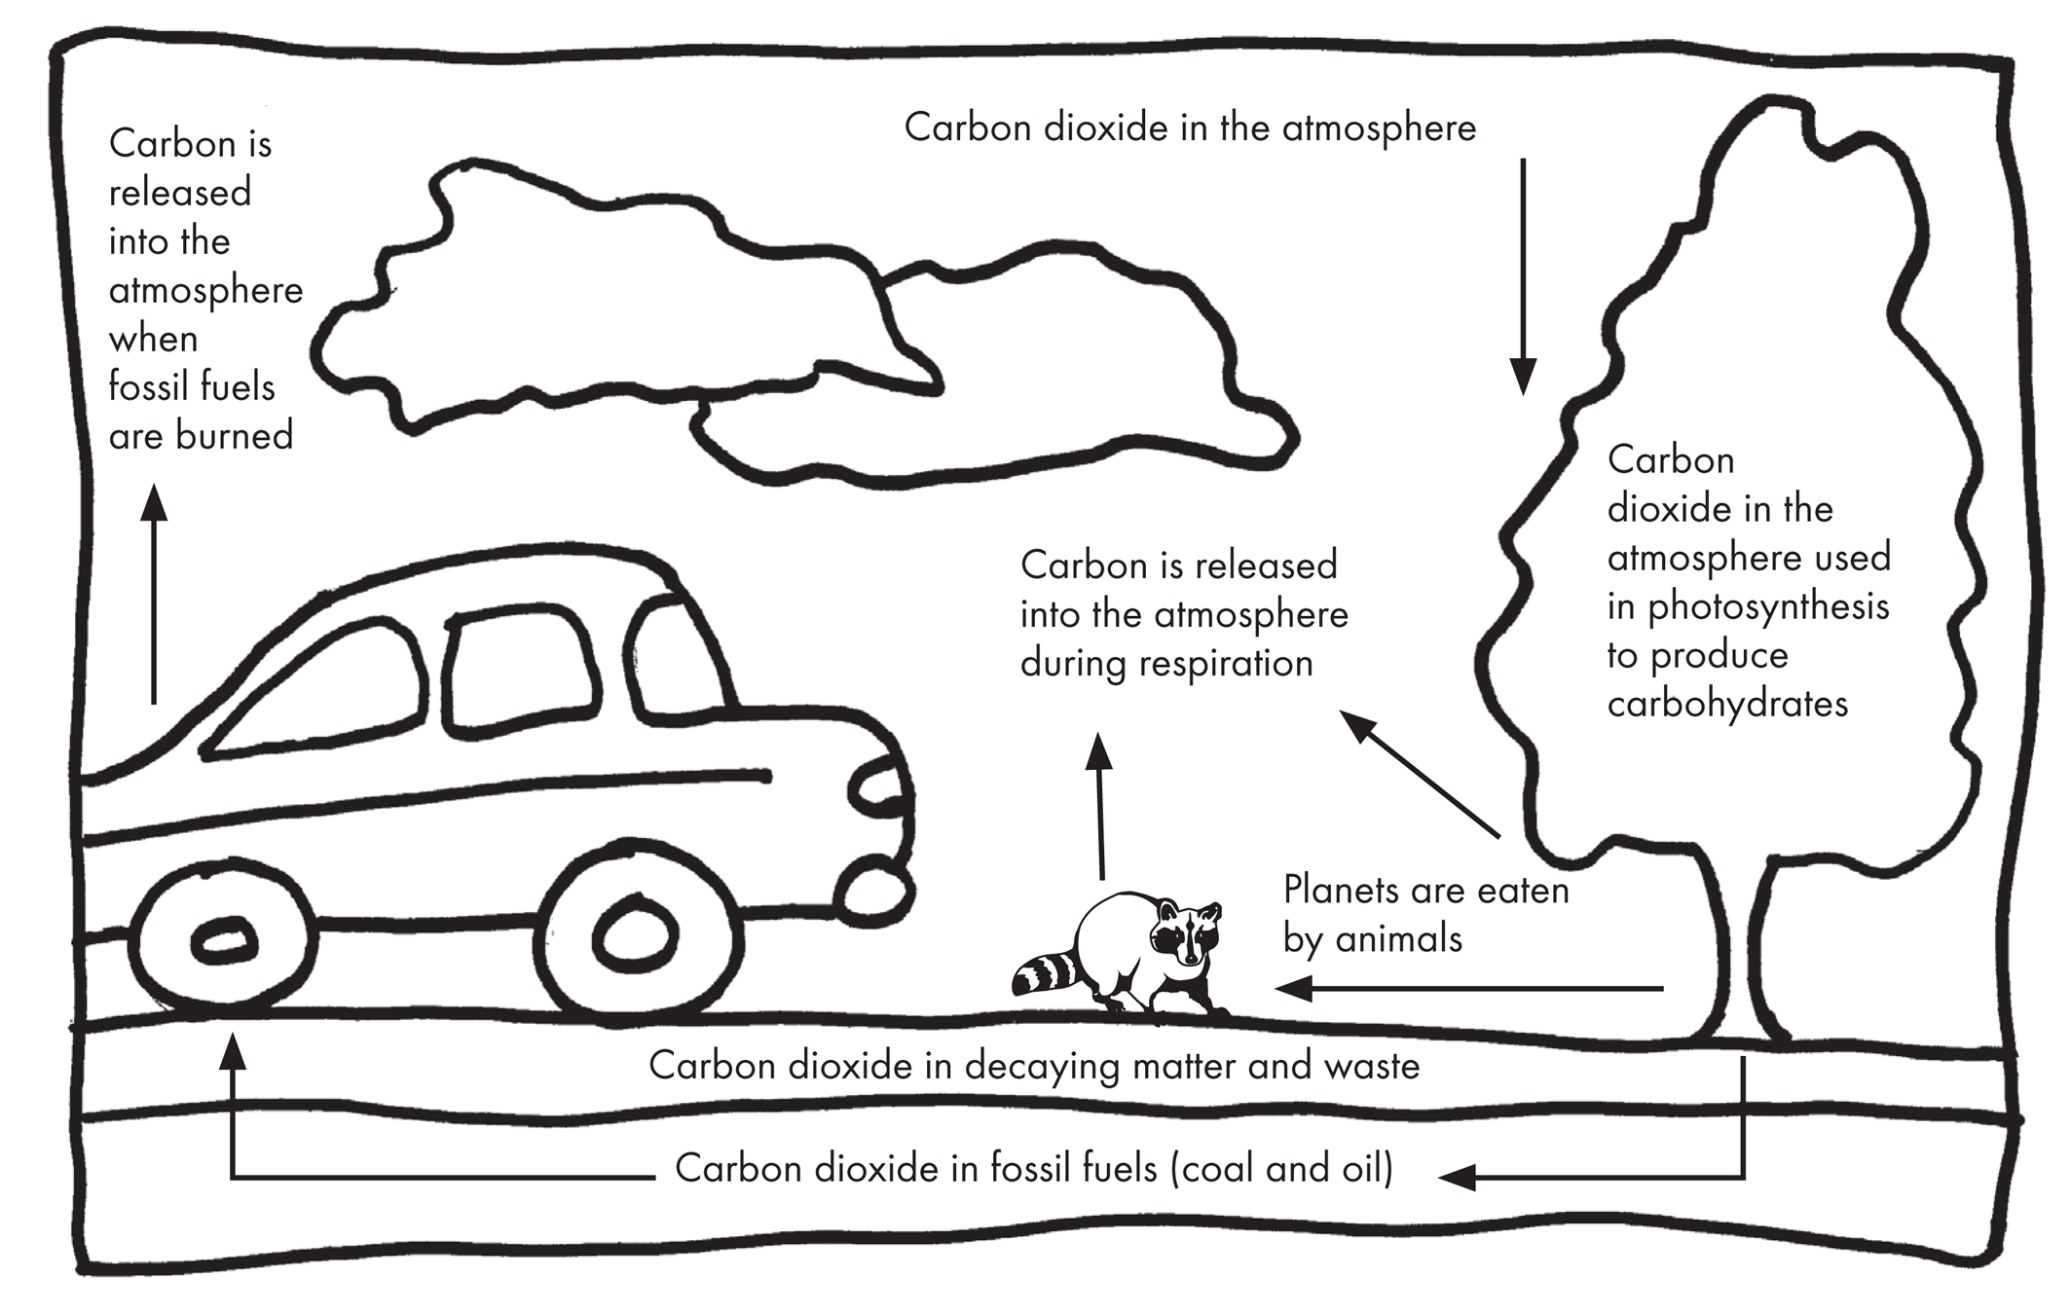 Carbon is
released
into the
atmosphere
when
fossil fuels
are burned
Carbon dioxide in the atmosphere
Carbon
dioxide in the
atmosphere used
in photosynthesis
to produce
carbohydrates
Carbon is released
into the atmosphere
during respiration
Planets are eaten
by animals
Carbon dioxide in decaying matter and waste
Carbon dioxide in fossil fuels (coal and oil)